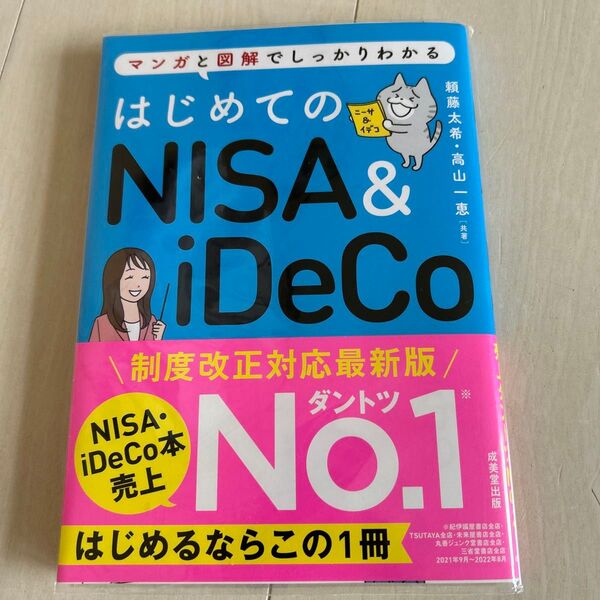 マンガと図解でしっかりわかる
はじめての
NISA&
iDeCo
ニーサ
&
イデコ
頼藤太希・高山一恵[共著]
制度改正対応最新版
NISA・
iDeCo本
売上
ダントツ
No.1※
はじめるならこの1冊
成美堂出版
※紀伊國屋書店全店・
TSUTAYA全店・未来屋書店全店・
丸善ジュンク堂書店全店・
三省堂書店全店
2021年9月〜2022年8月